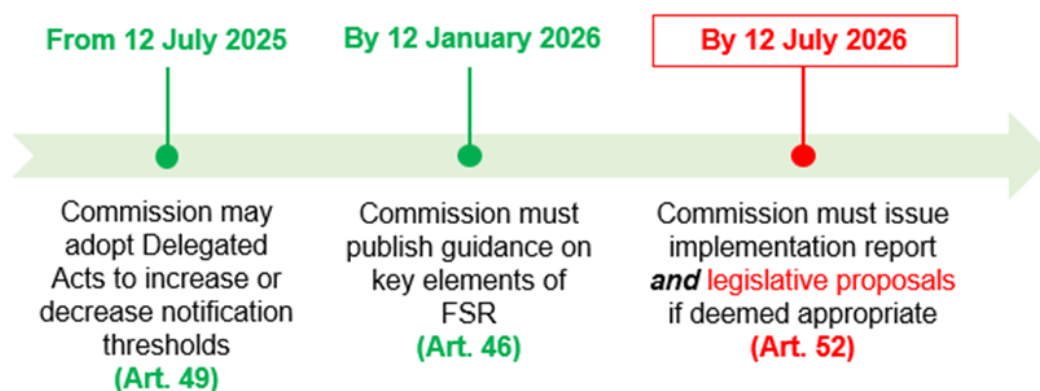 From 12 July 2025
Commission may
adopt Delegated
Acts to increase or
decrease notification
thresholds
(Art. 49)
By 12 January 2026
Commission must
publish guidance on
key elements of
FSR
(Art. 46)
By 12 July 2026
Commission must issue
implementation report
and legislative proposals
if deemed appropriate
(Art. 52)